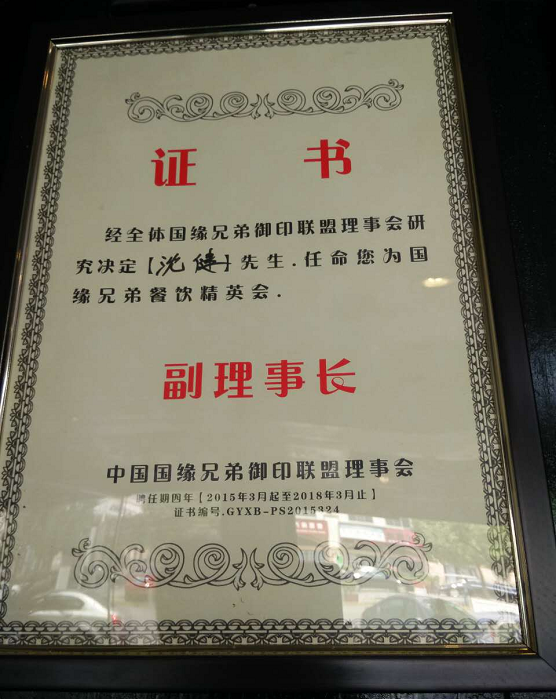 证 书
经全体国缘兄弟御印联盟理事会研
究决定【沈健】先生.任命您为国
缘兄弟餐饮精英会.
副理事长
中国国缘兄弟御印联盟理事会
聘任期四年【2015年3月起至2018年3月止】
证书编号.GYXB-PS2015324